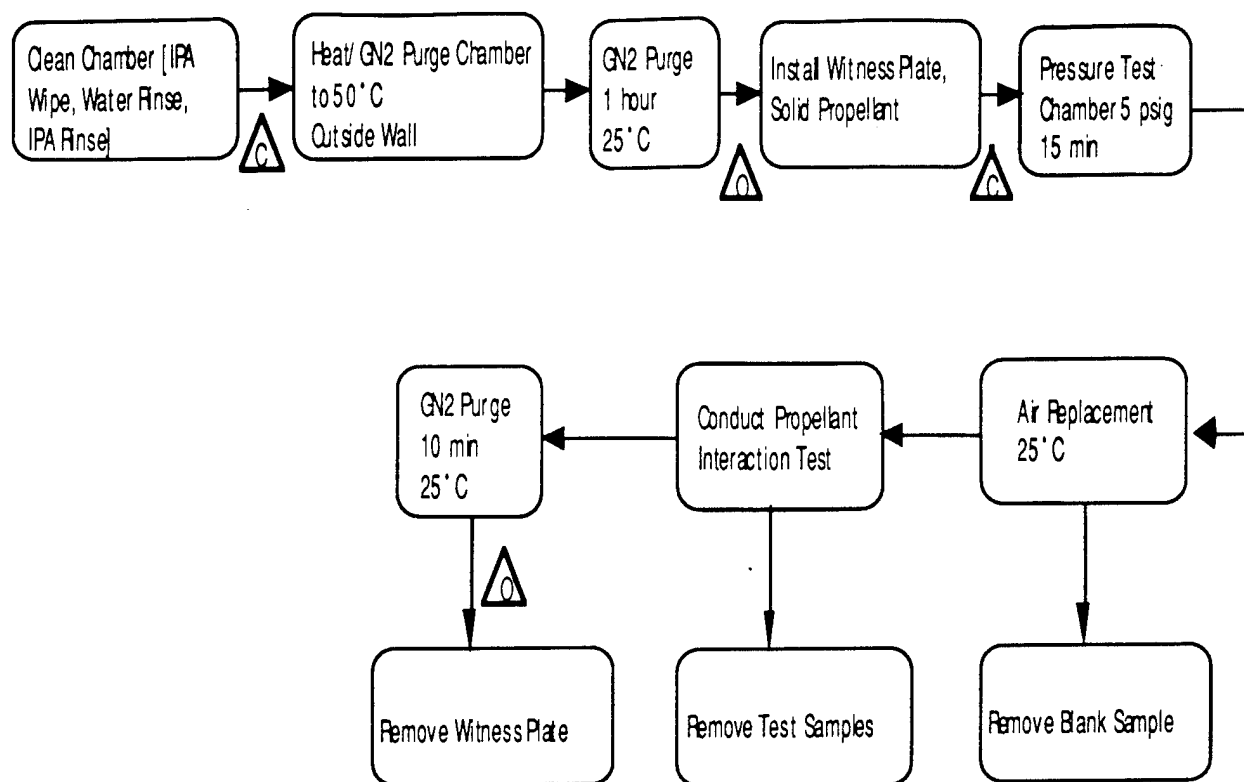 Clean Chamber [IPA
Wipe, Water Rinse,
IPA Rinse]
C
Heat/ GN2 Purge Chamber
to 50°C
Outside Wall
GN2 Purge
1 hour
25°C
O
Install Witness Plate,
Solid Propellant
C
Pressure Test
Chamber 5 psig
15 min
Air Replacement
25°C
Conduct Propellant
Interaction Test
GN2 Purge
10 min
25°C
O
Remove Witness Plate
Remove Test Samples
Remove Blank Sample